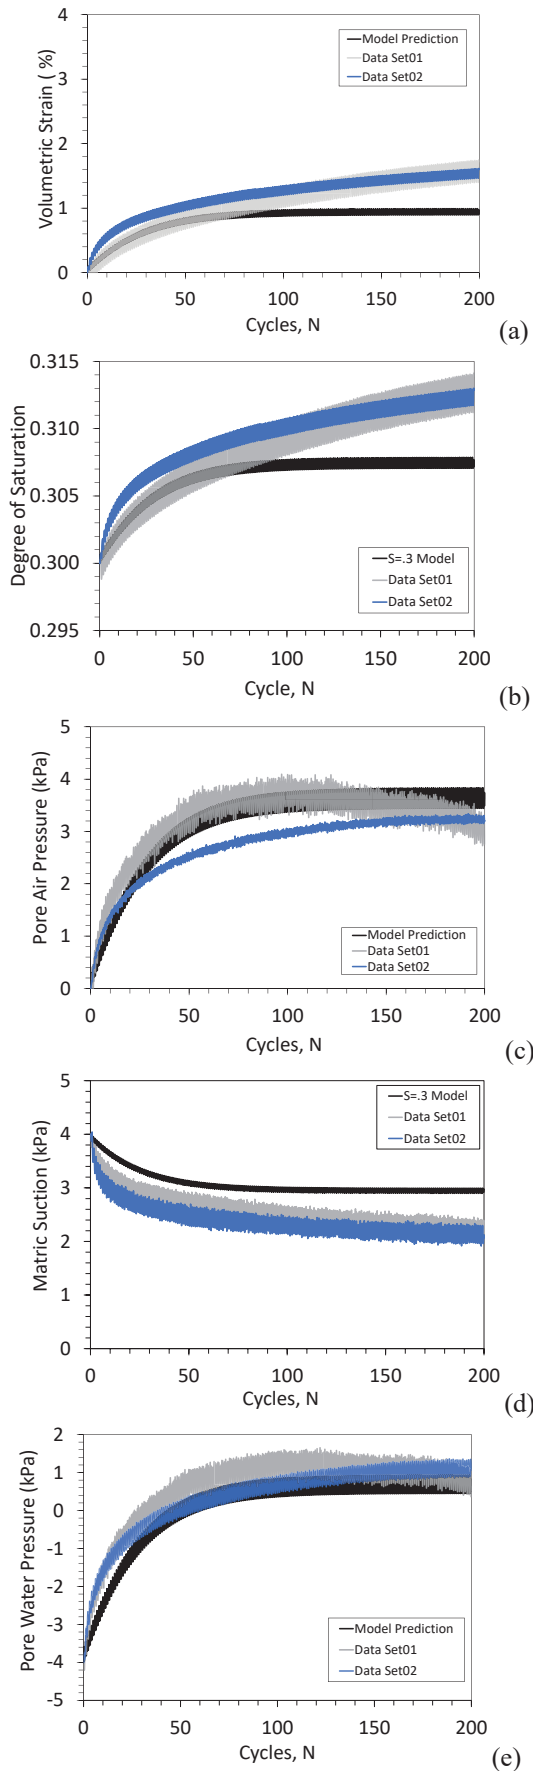 4
3
2
1
0
Volumetric Strain ( %)
Model Prediction
Data Set01
Data Set02
0 50 100 150 200
Cycles, N
(a)
0.315
0.310
0.305
0.300
0.295
Degree of Saturation
S=.3 Model
Data Set01
Data Set02
0 50 100 150 200
Cycle, N
(b)
5
4
3
2
1
0
Pore Air Pressure (kPa)
Model Prediction
Data Set01
Data Set02
0 50 100 150 200
Cycles, N
(c)
5
4
3
2
1
0
Matric Suction (kPa)
S=.3 Model
Data Set01
Data Set02
0 50 100 150 200
Cycles, N
(d)
2
1
0
-1
-2
-3
-4
-5
Pore Water Pressure (kPa)
Model Prediction
Data Set01
Data Set02
0 50 100 150 200
Cycles, N
(e)